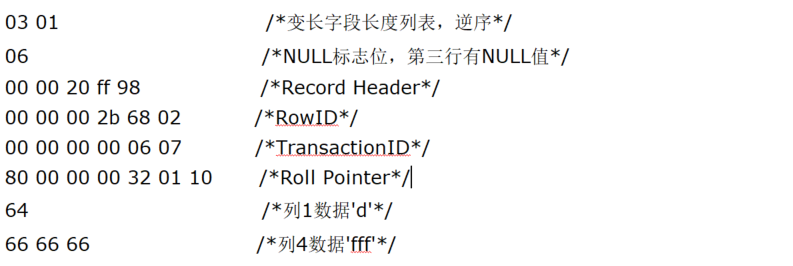 03 01 /*变长字段长度列表，逆序*/
06 /*NULL标志位，第三行有NULL值*/
00 00 20 ff 98 /*Record Header*/
00 00 00 2b 68 02 /*RowID*/
00 00 00 00 06 07 /*TransactionID*/
80 00 00 00 32 01 10 /*Roll Pointer*/
64 /*列1数据'd'*/
66 66 66 /*列4数据'fff'*/